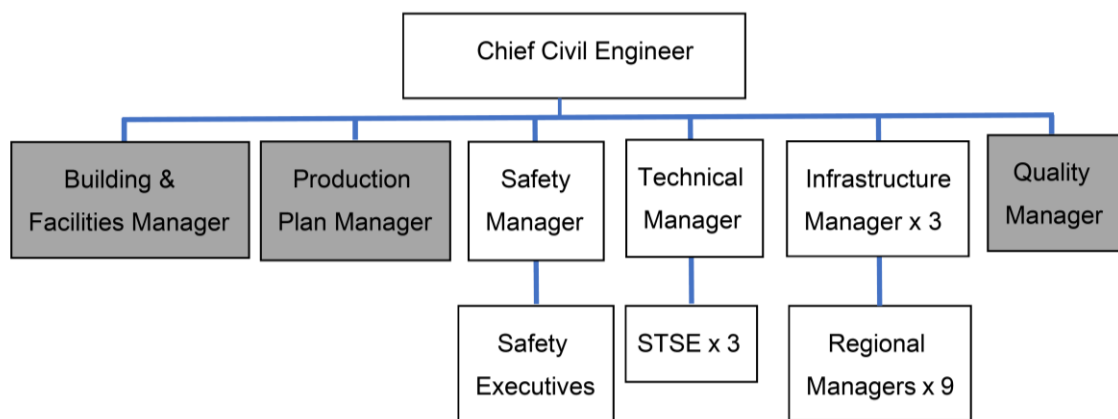 Chief Civil Engineer
Building &
Facilities Manager
Production
Plan Manager
Safety
Manager
Technical
Manager
Infrastructure
Manager x 3
Quality
Manager
Safety
Executives
STSE x 3
Regional
Managers x 9